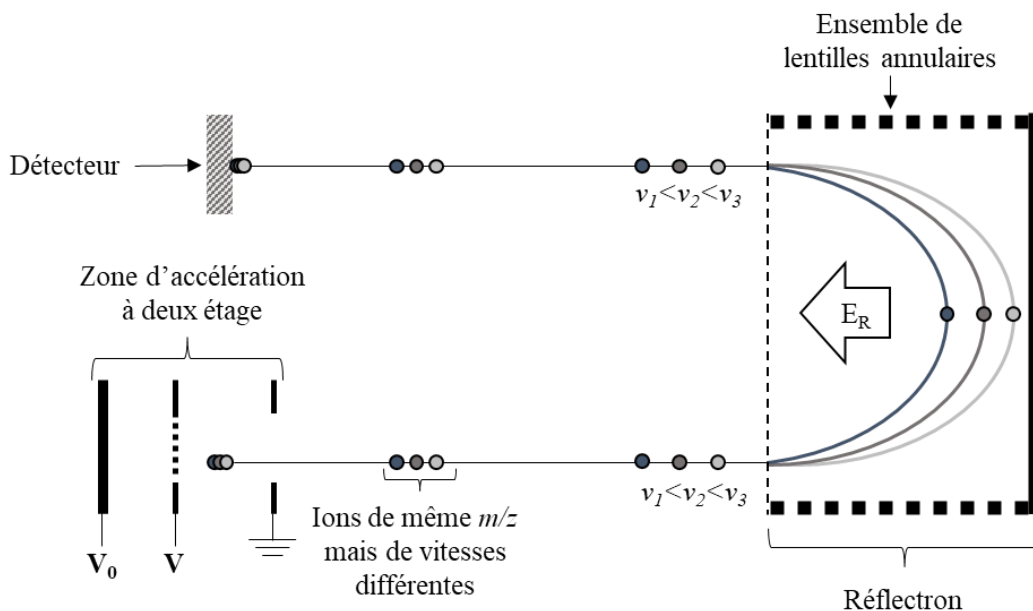 Ensemble de
lentilles annulaires
Détecteur
v₁<v₂<v₃
Zone d’accélération
à deux étage
E_R
v₁<v₂<v₃
Ions de même m/z
mais de vitesses
différentes
V₀
V
Réflectron